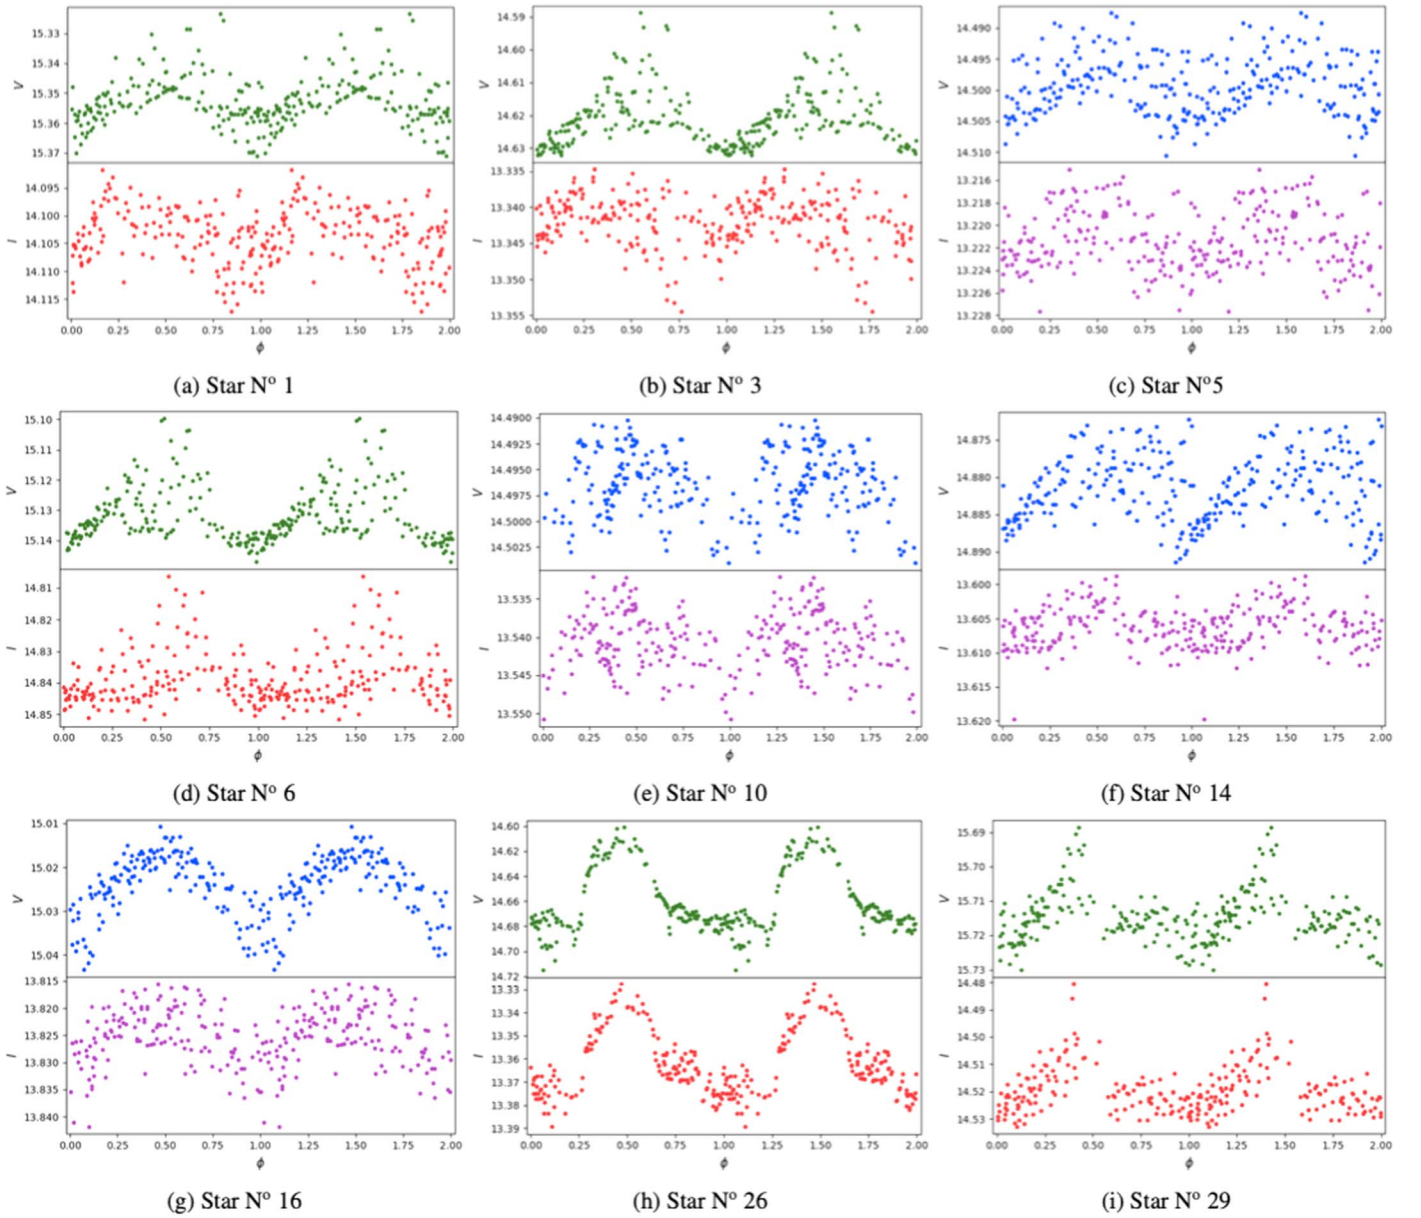 15.33
15.34
15.35
15.36
15.37
V
14.095
14.100
14.105
14.110
14.115
I
0.00 0.25 0.50 0.75 1.00 1.25 1.50 1.75 2.00
ϕ
(a) Star Nº 1
14.59
14.60
14.61
14.62
14.63
V
13.335
13.340
13.345
13.350
13.355
I
0.00 0.25 0.50 0.75 1.00 1.25 1.50 1.75 2.00
ϕ
(b) Star Nº 3
14.490
14.495
14.500
14.505
14.510
V
13.216
13.218
13.220
13.222
13.224
13.226
13.228
I
0.00 0.25 0.50 0.75 1.00 1.25 1.50 1.75 2.00
ϕ
(c) Star Nº5
15.10
15.11
15.12
15.13
15.14
V
14.81
14.82
14.83
14.84
14.85
I
0.00 0.25 0.50 0.75 1.00 1.25 1.50 1.75 2.00
ϕ
(d) Star Nº 6
14.4900
14.4925
14.4950
14.4975
14.5000
14.5025
V
13.535
13.540
13.545
13.550
I
0.00 0.25 0.50 0.75 1.00 1.25 1.50 1.75 2.00
ϕ
(e) Star Nº 10
14.875
14.880
14.885
14.890
V
13.600
13.605
13.610
13.615
13.620
I
0.00 0.25 0.50 0.75 1.00 1.25 1.50 1.75 2.00
ϕ
(f) Star Nº 14
15.01
15.02
15.03
15.04
V
13.815
13.820
13.825
13.830
13.835
13.840
I
0.00 0.25 0.50 0.75 1.00 1.25 1.50 1.75 2.00
ϕ
(g) Star Nº 16
14.60
14.62
14.64
14.66
14.68
14.70
14.72
V
13.33
13.34
13.35
13.36
13.37
13.38
13.39
I
0.00 0.25 0.50 0.75 1.00 1.25 1.50 1.75 2.00
ϕ
(h) Star Nº 26
15.69
15.70
15.71
15.72
15.73
V
14.48
14.49
14.50
14.51
14.52
14.53
I
0.00 0.25 0.50 0.75 1.00 1.25 1.50 1.75 2.00
ϕ
(i) Star Nº 29